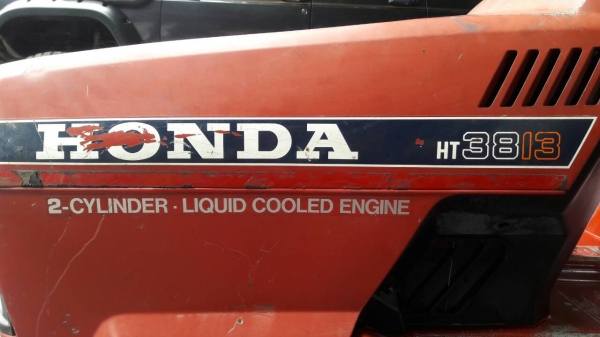 HONDA HT3813
2-CYLINDER · LIQUID COOLED ENGINE